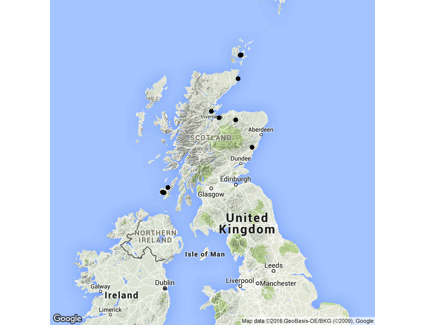 Inverness
Aberdeen
SCOTLAND
Dundee
Edinburgh
Glasgow
United
Kingdom
NORTHERN
IRELAND
Isle of Man
Leeds
Dublin
Galway
Ireland
Liverpool
Manchester
Limerick
Google
Map data ©2016 GeoBasis-DE/BKG (©2009), Google